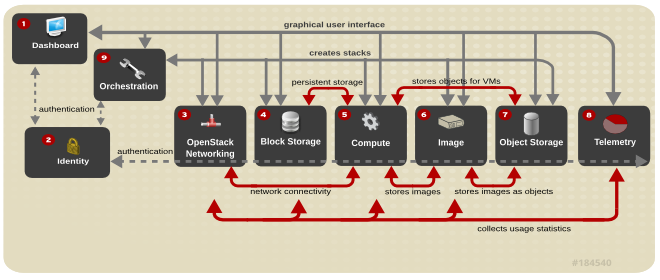 1
Dashboard
graphical user interface
9
Orchestration
creates stacks
persistent storage
stores objects for VMs
authentication
2
Identity
authentication
3
OpenStack
Networking
4
Block Storage
5
Compute
6
Image
7
Object Storage
8
Telemetry
network connectivity
stores images
stores images as objects
collects usage statistics
#184540